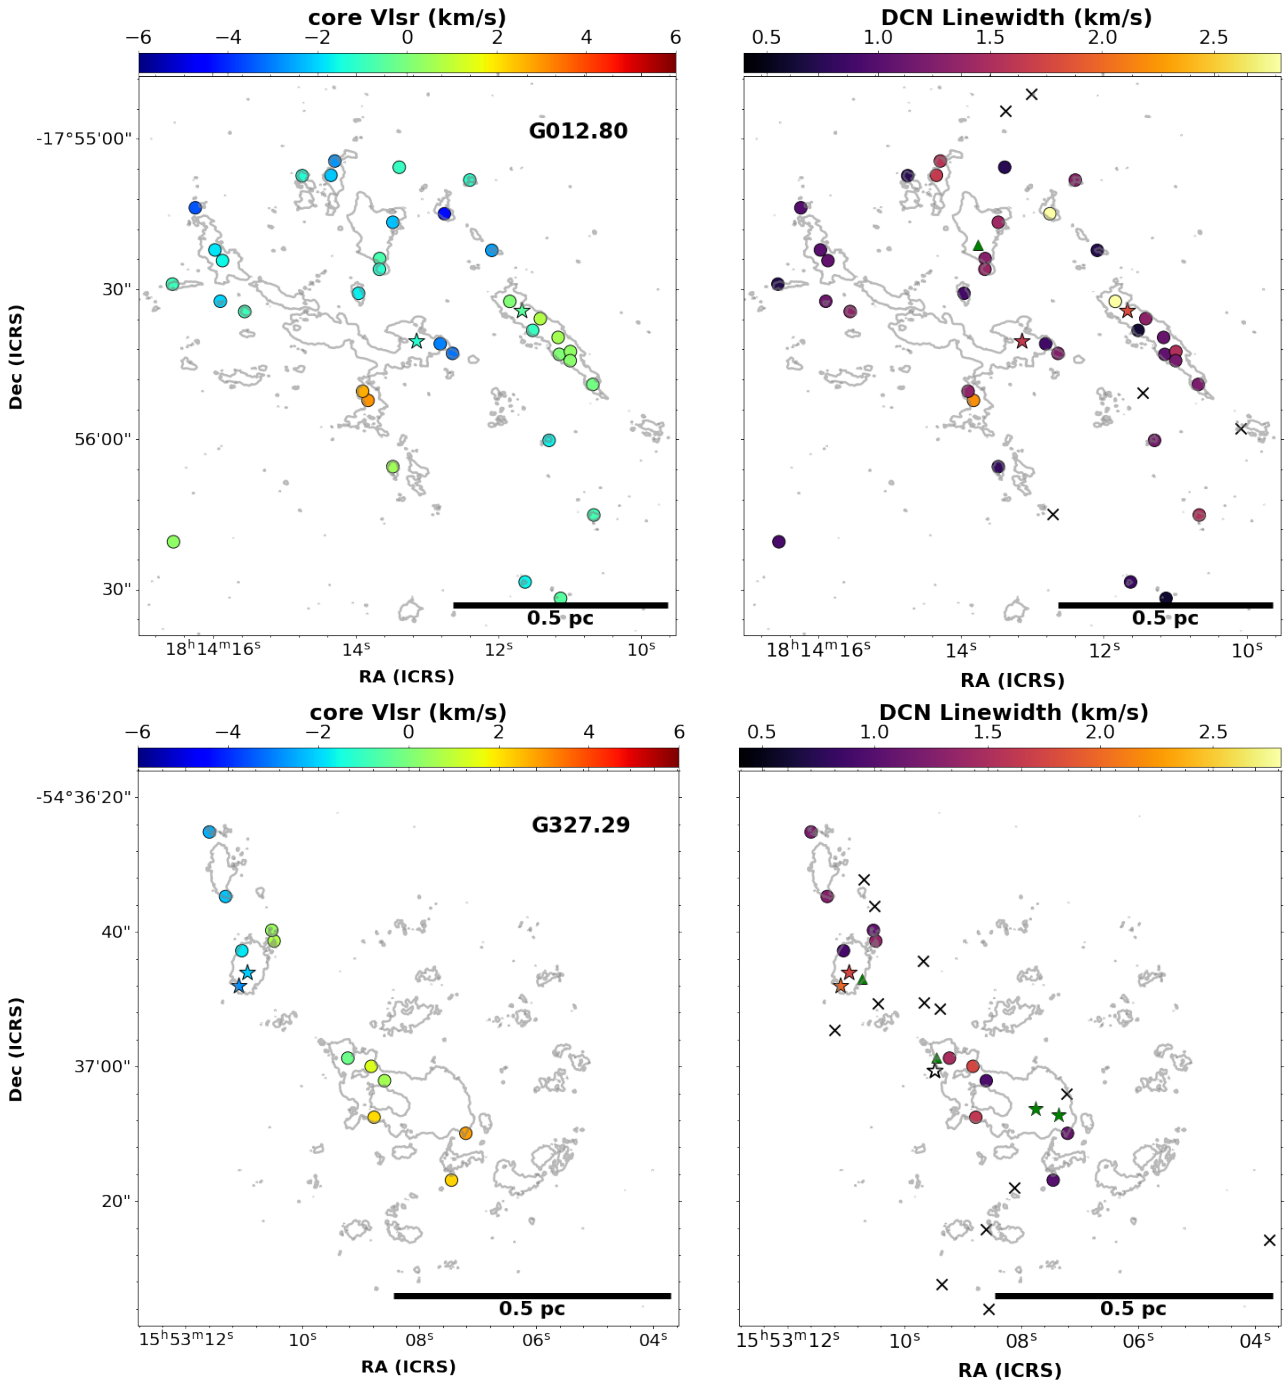 core Vlsr (km/s)
−6 −4 −2 0 2 4 6
DCN Linewidth (km/s)
0.5 1.0 1.5 2.0 2.5
G012.80
-17°55'00"
30"
56'00"
30"
Dec (ICRS)
0.5 pc
0.5 pc
18ʰ14ᵐ16ˢ 14ˢ 12ˢ 10ˢ
RA (ICRS)
18ʰ14ᵐ16ˢ 14ˢ 12ˢ 10ˢ
RA (ICRS)
core Vlsr (km/s)
−6 −4 −2 0 2 4 6
DCN Linewidth (km/s)
0.5 1.0 1.5 2.0 2.5
G327.29
-54°36'20"
40"
37'00"
20"
Dec (ICRS)
0.5 pc
0.5 pc
15ʰ53ᵐ12ˢ 10ˢ 08ˢ 06ˢ 04ˢ
RA (ICRS)
15ʰ53ᵐ12ˢ 10ˢ 08ˢ 06ˢ 04ˢ
RA (ICRS)